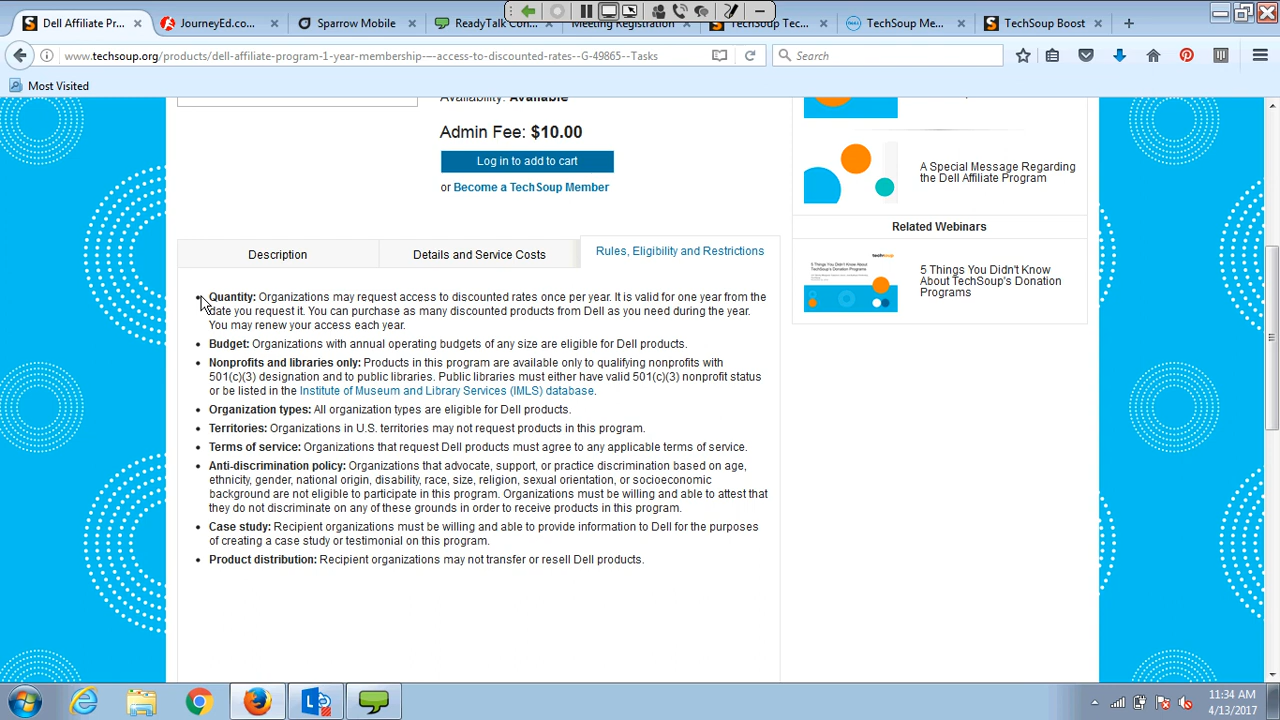 Dell Affiliate Pr...
JourneyEd.co...
Sparrow Mobile
ReadyTalk Con...
Meeting Registration
TechSoup Tec...
TechSoup Me...
TechSoup Boost
www.techsoup.org/products/dell-affiliate-program-1-year-membership----access-to-discounted-rates--G-49865--Tasks
Search
Most Visited
Availability: Available
Admin Fee: $10.00
Log in to add to cart
or Become a TechSoup Member
A Special Message Regarding
the Dell Affiliate Program
Related Webinars
techsoup
5 Things You Didn't Know About
TechSoup's Donation Programs
5 Things You Didn't Know
About TechSoup's Donation
Programs
Description
Details and Service Costs
Rules, Eligibility and Restrictions
• Quantity: Organizations may request access to discounted rates once per year. It is valid for one year from the
date you request it. You can purchase as many discounted products from Dell as you need during the year.
You may renew your access each year.
• Budget: Organizations with annual operating budgets of any size are eligible for Dell products.
• Nonprofits and libraries only: Products in this program are available only to qualifying nonprofits with
501(c)(3) designation and to public libraries. Public libraries must either have valid 501(c)(3) nonprofit status
or be listed in the Institute of Museum and Library Services (IMLS) database.
• Organization types: All organization types are eligible for Dell products.
• Territories: Organizations in U.S. territories may not request products in this program.
• Terms of service: Organizations that request Dell products must agree to any applicable terms of service.
• Anti-discrimination policy: Organizations that advocate, support, or practice discrimination based on age,
ethnicity, gender, national origin, disability, race, size, religion, sexual orientation, or socioeconomic
background are not eligible to participate in this program. Organizations must be willing and able to attest that
they do not discriminate on any of these grounds in order to receive products in this program.
• Case study: Recipient organizations must be willing and able to provide information to Dell for the purposes
of creating a case study or testimonial on this program.
• Product distribution: Recipient organizations may not transfer or resell Dell products.
11:34 AM
4/13/2017